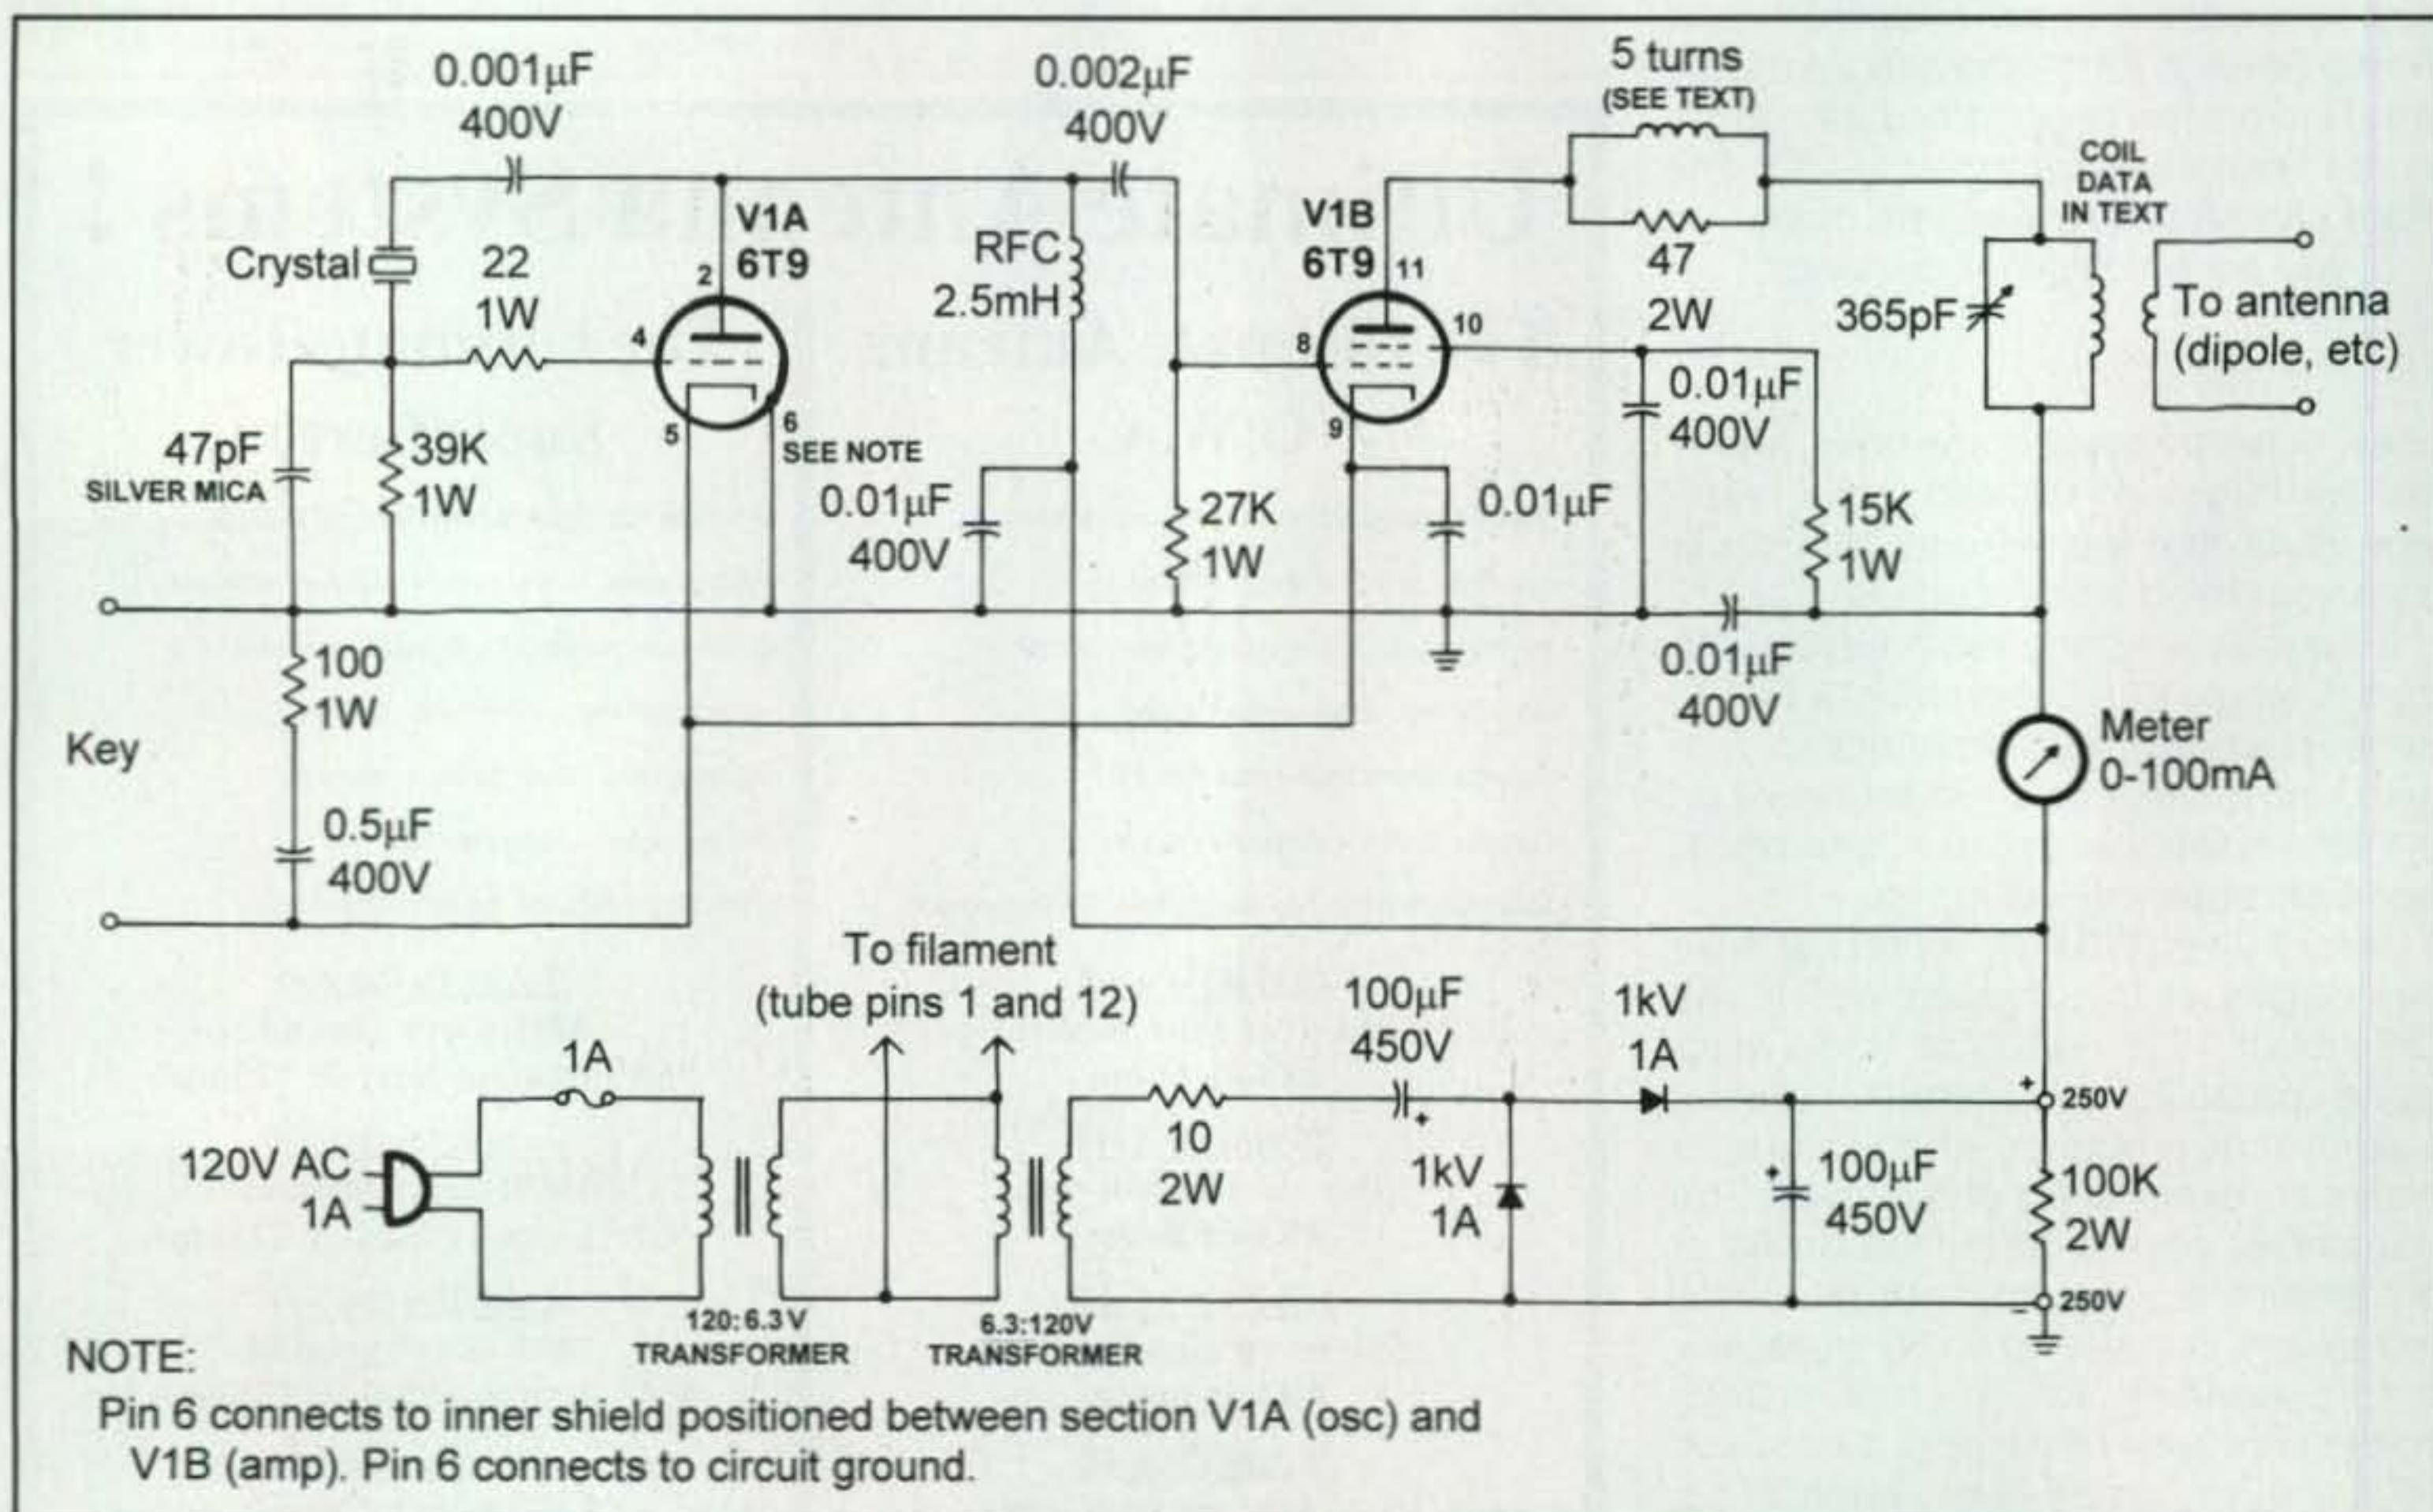 0.001µF
400V
0.002µF
400V
5 turns
(SEE TEXT)
COIL
DATA
IN TEXT
Crystal
22
1W
V1A
6T9
2
4
5
6
SEE NOTE
RFC
2.5mH
V1B
6T9
11
10
8
9
47
2W
365pF
To antenna
(dipole, etc)
47pF
SILVER MICA
39K
1W
0.01µF
400V
27K
1W
0.01µF
0.01µF
400V
15K
1W
0.01µF
400V
Key
100
1W
0.5µF
400V
Meter
0-100mA
To filament
(tube pins 1 and 12)
120V AC
1A
1A
120:6.3V
TRANSFORMER
6.3:120V
TRANSFORMER
10
2W
100µF
450V
+
1kV
1A
1kV
1A
+
100µF
450V
+
250V
100K
2W
–
250V
NOTE:
Pin 6 connects to inner shield positioned between section V1A (osc) and
V1B (amp). Pin 6 connects to circuit ground.